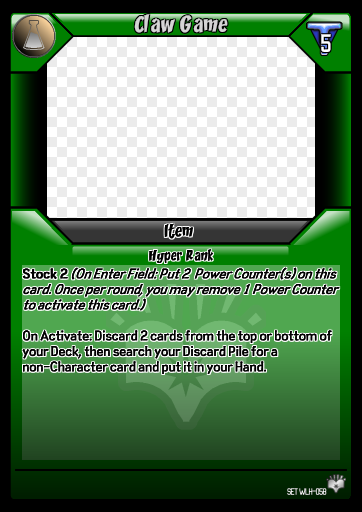 Claw Game
5
Item
Hyper Rank
Stock 2 (On Enter Field: Put 2 Power Counter(s) on this
card. Once per round, you may remove 1 Power Counter
to activate this card.)
On Activate: Discard 2 cards from the top or bottom of
your Deck, then search your Discard Pile for a
non-Character card and put it in your Hand.
SET WLH-058